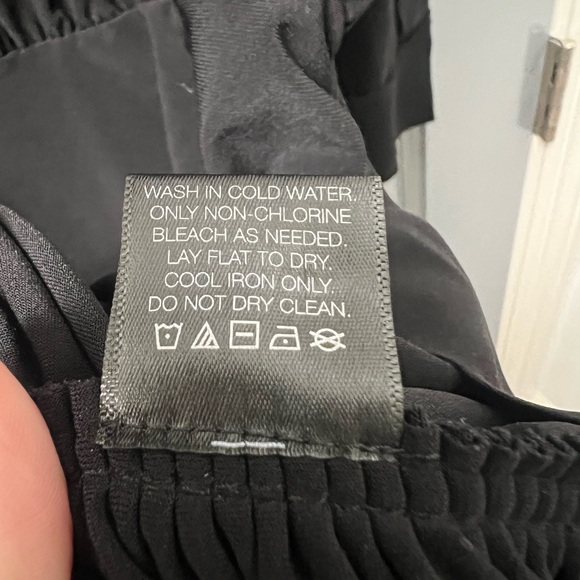 WASH IN COLD WATER.
ONLY NON-CHLORINE
BLEACH AS NEEDED.
LAY FLAT TO DRY.
COOL IRON ONLY.
DO NOT DRY CLEAN.